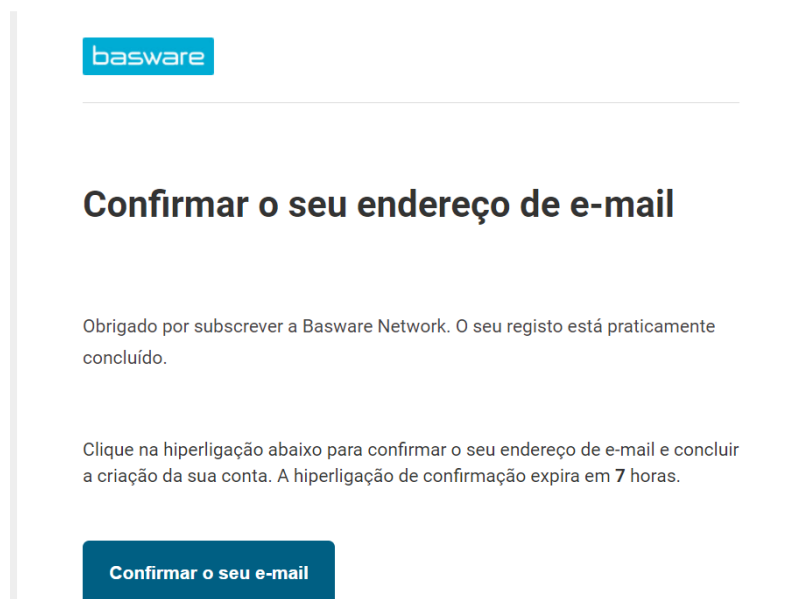 basware
Confirmar o seu endereço de e-mail
Obrigado por subscrever a Basware Network. O seu registo está praticamente
concluído.
Clique na hiperligação abaixo para confirmar o seu endereço de e-mail e concluir
a criação da sua conta. A hiperligação de confirmação expira em 7 horas.
Confirmar o seu e-mail